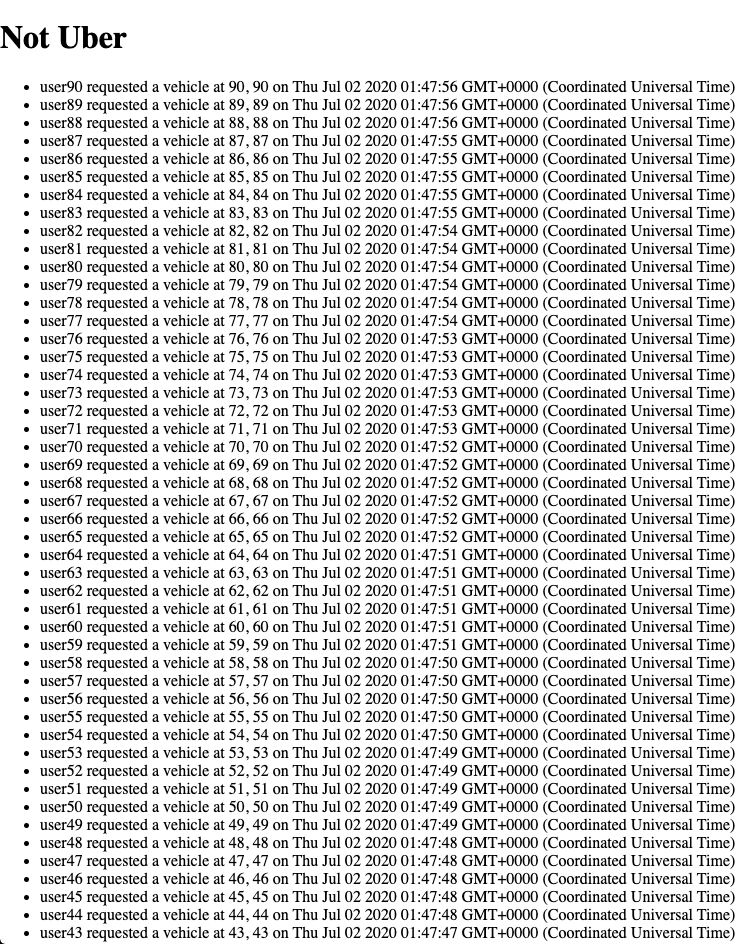 Not Uber
user90 requested a vehicle at 90, 90 on Thu Jul 02 2020 01:47:56 GMT+0000 (Coordinated Universal Time)
user89 requested a vehicle at 89, 89 on Thu Jul 02 2020 01:47:56 GMT+0000 (Coordinated Universal Time)
user88 requested a vehicle at 88, 88 on Thu Jul 02 2020 01:47:56 GMT+0000 (Coordinated Universal Time)
user87 requested a vehicle at 87, 87 on Thu Jul 02 2020 01:47:55 GMT+0000 (Coordinated Universal Time)
user86 requested a vehicle at 86, 86 on Thu Jul 02 2020 01:47:55 GMT+0000 (Coordinated Universal Time)
user85 requested a vehicle at 85, 85 on Thu Jul 02 2020 01:47:55 GMT+0000 (Coordinated Universal Time)
user84 requested a vehicle at 84, 84 on Thu Jul 02 2020 01:47:55 GMT+0000 (Coordinated Universal Time)
user83 requested a vehicle at 83, 83 on Thu Jul 02 2020 01:47:55 GMT+0000 (Coordinated Universal Time)
user82 requested a vehicle at 82, 82 on Thu Jul 02 2020 01:47:54 GMT+0000 (Coordinated Universal Time)
user81 requested a vehicle at 81, 81 on Thu Jul 02 2020 01:47:54 GMT+0000 (Coordinated Universal Time)
user80 requested a vehicle at 80, 80 on Thu Jul 02 2020 01:47:54 GMT+0000 (Coordinated Universal Time)
user79 requested a vehicle at 79, 79 on Thu Jul 02 2020 01:47:54 GMT+0000 (Coordinated Universal Time)
user78 requested a vehicle at 78, 78 on Thu Jul 02 2020 01:47:54 GMT+0000 (Coordinated Universal Time)
user77 requested a vehicle at 77, 77 on Thu Jul 02 2020 01:47:54 GMT+0000 (Coordinated Universal Time)
user76 requested a vehicle at 76, 76 on Thu Jul 02 2020 01:47:53 GMT+0000 (Coordinated Universal Time)
user75 requested a vehicle at 75, 75 on Thu Jul 02 2020 01:47:53 GMT+0000 (Coordinated Universal Time)
user74 requested a vehicle at 74, 74 on Thu Jul 02 2020 01:47:53 GMT+0000 (Coordinated Universal Time)
user73 requested a vehicle at 73, 73 on Thu Jul 02 2020 01:47:53 GMT+0000 (Coordinated Universal Time)
user72 requested a vehicle at 72, 72 on Thu Jul 02 2020 01:47:53 GMT+0000 (Coordinated Universal Time)
user71 requested a vehicle at 71, 71 on Thu Jul 02 2020 01:47:53 GMT+0000 (Coordinated Universal Time)
user70 requested a vehicle at 70, 70 on Thu Jul 02 2020 01:47:52 GMT+0000 (Coordinated Universal Time)
user69 requested a vehicle at 69, 69 on Thu Jul 02 2020 01:47:52 GMT+0000 (Coordinated Universal Time)
user68 requested a vehicle at 68, 68 on Thu Jul 02 2020 01:47:52 GMT+0000 (Coordinated Universal Time)
user67 requested a vehicle at 67, 67 on Thu Jul 02 2020 01:47:52 GMT+0000 (Coordinated Universal Time)
user66 requested a vehicle at 66, 66 on Thu Jul 02 2020 01:47:52 GMT+0000 (Coordinated Universal Time)
user65 requested a vehicle at 65, 65 on Thu Jul 02 2020 01:47:52 GMT+0000 (Coordinated Universal Time)
user64 requested a vehicle at 64, 64 on Thu Jul 02 2020 01:47:51 GMT+0000 (Coordinated Universal Time)
user63 requested a vehicle at 63, 63 on Thu Jul 02 2020 01:47:51 GMT+0000 (Coordinated Universal Time)
user62 requested a vehicle at 62, 62 on Thu Jul 02 2020 01:47:51 GMT+0000 (Coordinated Universal Time)
user61 requested a vehicle at 61, 61 on Thu Jul 02 2020 01:47:51 GMT+0000 (Coordinated Universal Time)
user60 requested a vehicle at 60, 60 on Thu Jul 02 2020 01:47:51 GMT+0000 (Coordinated Universal Time)
user59 requested a vehicle at 59, 59 on Thu Jul 02 2020 01:47:51 GMT+0000 (Coordinated Universal Time)
user58 requested a vehicle at 58, 58 on Thu Jul 02 2020 01:47:50 GMT+0000 (Coordinated Universal Time)
user57 requested a vehicle at 57, 57 on Thu Jul 02 2020 01:47:50 GMT+0000 (Coordinated Universal Time)
user56 requested a vehicle at 56, 56 on Thu Jul 02 2020 01:47:50 GMT+0000 (Coordinated Universal Time)
user55 requested a vehicle at 55, 55 on Thu Jul 02 2020 01:47:50 GMT+0000 (Coordinated Universal Time)
user54 requested a vehicle at 54, 54 on Thu Jul 02 2020 01:47:50 GMT+0000 (Coordinated Universal Time)
user53 requested a vehicle at 53, 53 on Thu Jul 02 2020 01:47:49 GMT+0000 (Coordinated Universal Time)
user52 requested a vehicle at 52, 52 on Thu Jul 02 2020 01:47:49 GMT+0000 (Coordinated Universal Time)
user51 requested a vehicle at 51, 51 on Thu Jul 02 2020 01:47:49 GMT+0000 (Coordinated Universal Time)
user50 requested a vehicle at 50, 50 on Thu Jul 02 2020 01:47:49 GMT+0000 (Coordinated Universal Time)
user49 requested a vehicle at 49, 49 on Thu Jul 02 2020 01:47:49 GMT+0000 (Coordinated Universal Time)
user48 requested a vehicle at 48, 48 on Thu Jul 02 2020 01:47:48 GMT+0000 (Coordinated Universal Time)
user47 requested a vehicle at 47, 47 on Thu Jul 02 2020 01:47:48 GMT+0000 (Coordinated Universal Time)
user46 requested a vehicle at 46, 46 on Thu Jul 02 2020 01:47:48 GMT+0000 (Coordinated Universal Time)
user45 requested a vehicle at 45, 45 on Thu Jul 02 2020 01:47:48 GMT+0000 (Coordinated Universal Time)
user44 requested a vehicle at 44, 44 on Thu Jul 02 2020 01:47:48 GMT+0000 (Coordinated Universal Time)
user43 requested a vehicle at 43, 43 on Thu Jul 02 2020 01:47:47 GMT+0000 (Coordinated Universal Time)